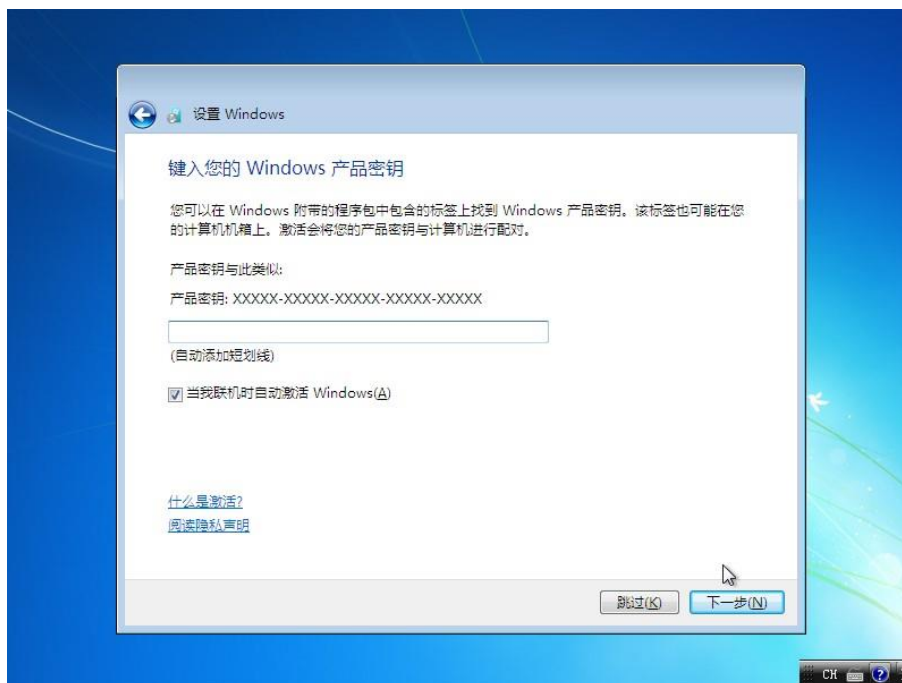 设置 Windows
键入您的 Windows 产品密钥
您可以在 Windows 附带的程序包中包含的标签上找到 Windows 产品密钥。该标签也可能在您
的计算机机箱上。激活会将您的产品密钥与计算机进行配对。
产品密钥与此类似:
产品密钥: XXXXX-XXXXX-XXXXX-XXXXX-XXXXX
(自动添加短划线)
当我联机时自动激活 Windows(A)
什么是激活?
阅读隐私声明
跳过(K) 下一步(N)
CH